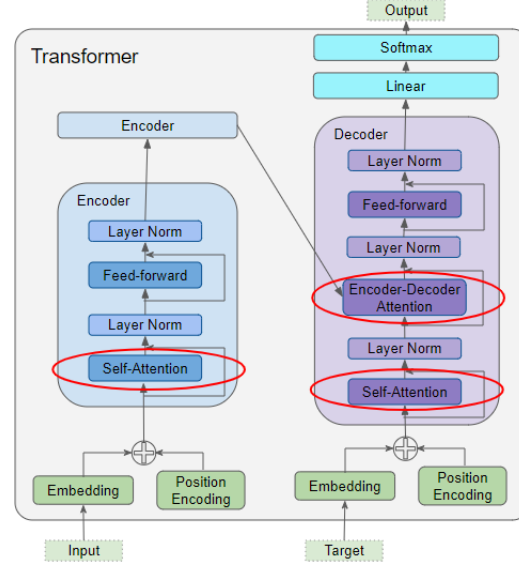 Output
Softmax
Transformer
Linear
Encoder
Decoder
Layer Norm
Feed-forward
Layer Norm
Encoder-Decoder
Attention
Layer Norm
Self-Attention
Encoder
Layer Norm
Feed-forward
Layer Norm
Self-Attention
Embedding
Position
Encoding
Embedding
Position
Encoding
Input
Target